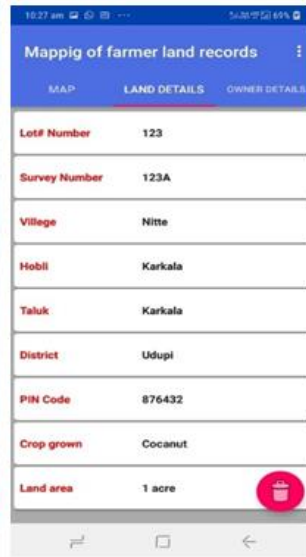 10:27 am
69%
Mappig of farmer land records
MAP LAND DETAILS OWNER DETAILS
Lot# Number 123
Survey Number 123A
Villege Nitte
Hobli Karkala
Taluk Karkala
District Udupi
PIN Code 876432
Crop grown Cocanut
Land area 1 acre